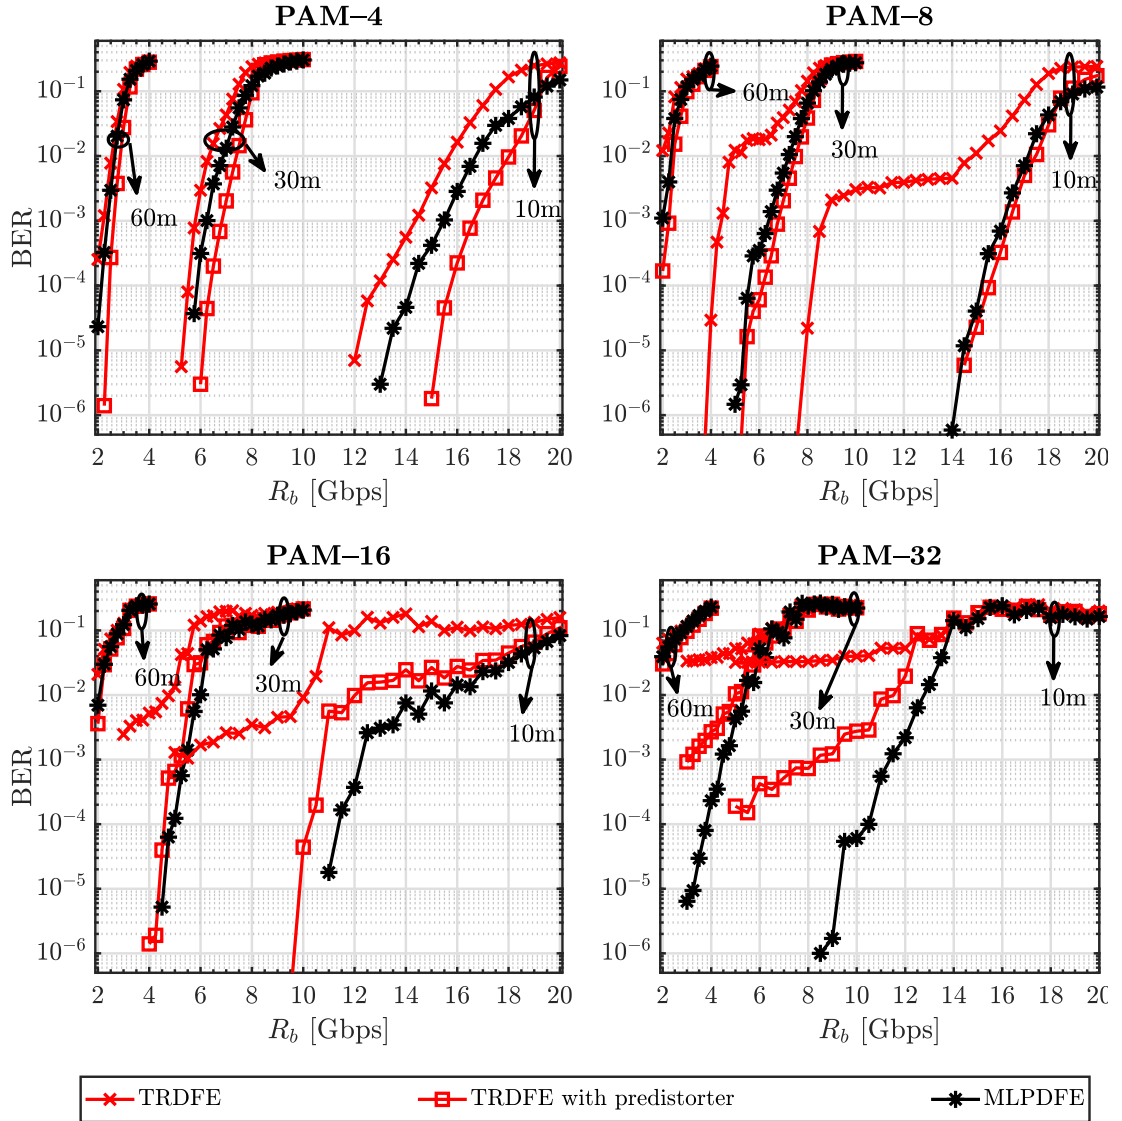 PAM–4
PAM–8
BER
10^{-1}
10^{-2}
10^{-3}
10^{-4}
10^{-5}
10^{-6}
60m
30m
10m
2 4 6 8 10 12 14 16 18 20
R_b [Gbps]
10^{-1}
10^{-2}
10^{-3}
10^{-4}
10^{-5}
10^{-6}
60m
30m
10m
2 4 6 8 10 12 14 16 18 20
R_b [Gbps]
PAM–16
PAM–32
BER
10^{-1}
10^{-2}
10^{-3}
10^{-4}
10^{-5}
10^{-6}
60m
30m
10m
2 4 6 8 10 12 14 16 18 20
R_b [Gbps]
10^{-1}
10^{-2}
10^{-3}
10^{-4}
10^{-5}
10^{-6}
60m
30m
10m
2 4 6 8 10 12 14 16 18 20
R_b [Gbps]
TRDFE TRDFE with predistorter MLPDFE